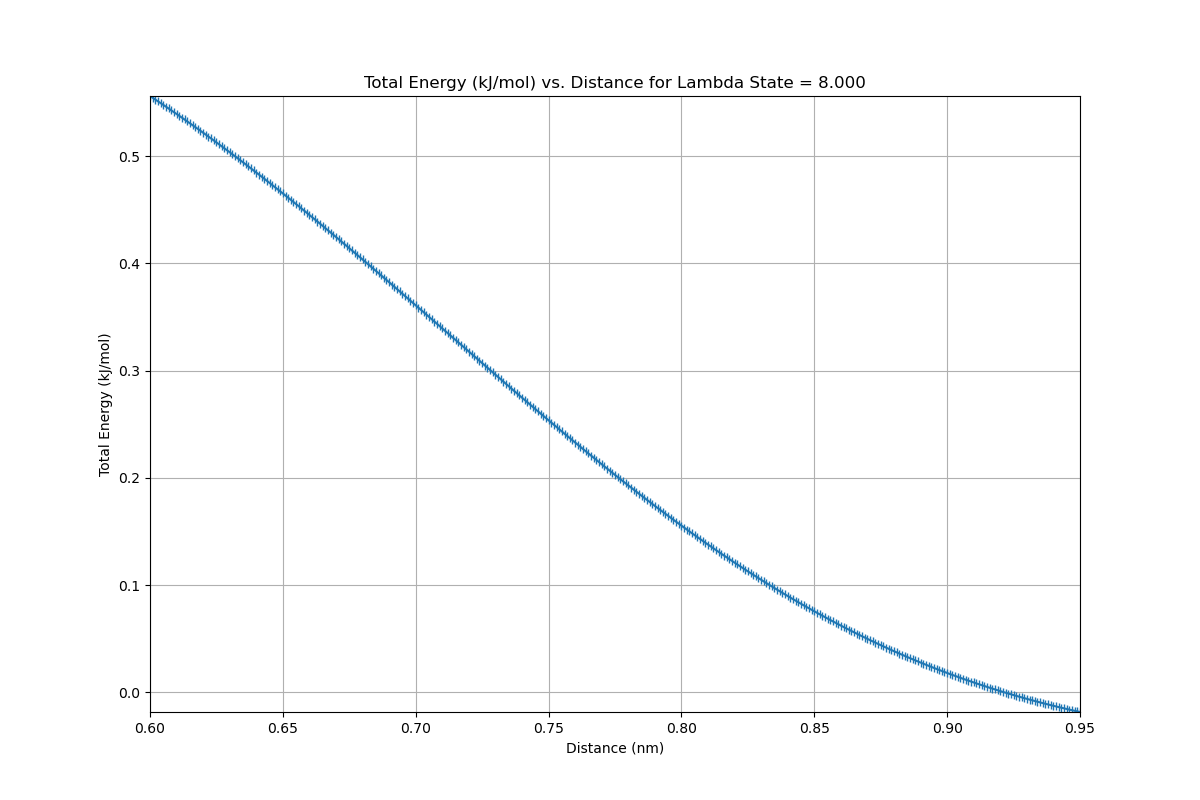 Total Energy (kJ/mol) vs. Distance for Lambda State = 8.000
0.5
0.4
0.3
0.2
0.1
0.0
Total Energy (kJ/mol)
0.60 0.65 0.70 0.75 0.80 0.85 0.90 0.95
Distance (nm)